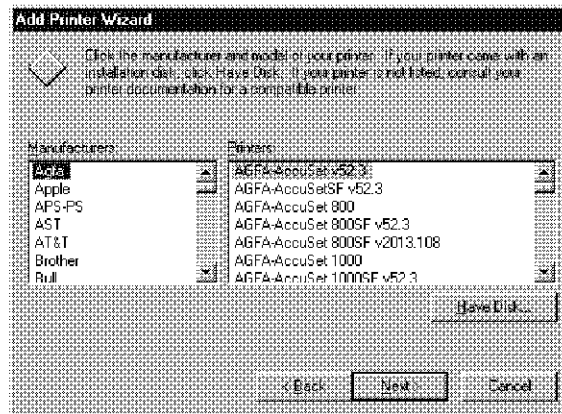 Add Printer Wizard
Click the manufacturer and model of your printer. If your printer came with an
installation disk, click Have Disk. If your printer is not listed, consult your
printer documentation for a compatible printer.
Manufacturers: Printers:
Agfa AGFA-AccuSet v52.3
Apple AGFA-AccuSetSF v52.3
APS-PS AGFA-AccuSet 800
AST AGFA-AccuSet 800SF v52.3
AT&T AGFA-AccuSet 800SF v2013.108
Brother AGFA-AccuSet 1000
Bull AGFA-AccuSet 1000SF v52.3
Have Disk...
< Back Next > Cancel